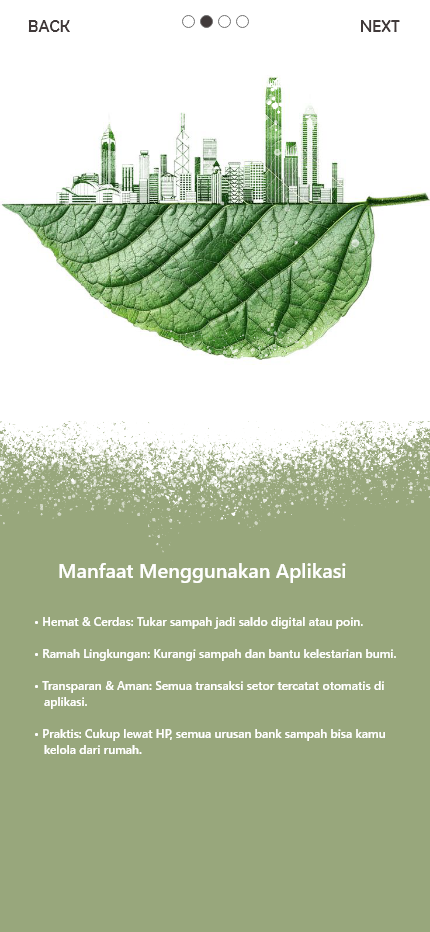 BACK
NEXT
Manfaat Menggunakan Aplikasi
• Hemat & Cerdas: Tukar sampah jadi saldo digital atau poin.
• Ramah Lingkungan: Kurangi sampah dan bantu kelestarian bumi.
• Transparan & Aman: Semua transaksi setor tercatat otomatis di
aplikasi.
• Praktis: Cukup lewat HP, semua urusan bank sampah bisa kamu
kelola dari rumah.